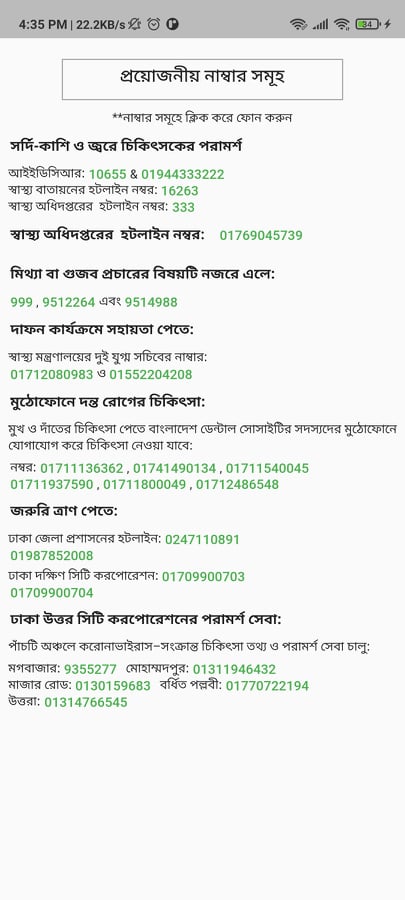 4:35 PM | 22.2KB/s
34
প্রয়োজনীয় নাম্বার সমূহ
**নাম্বার সমূহে ক্লিক করে ফোন করুন
সর্দি-কাশি ও জ্বরে চিকিৎসকের পরামর্শ
আইইডিসিআর: 10655 & 01944333222
স্বাস্থ্য বাতায়নের হটলাইন নম্বর: 16263
স্বাস্থ্য অধিদপ্তরের হটলাইন নম্বর: 333
স্বাস্থ্য অধিদপ্তরের হটলাইন নম্বর: 01769045739
মিথ্যা বা গুজব প্রচারের বিষয়টি নজরে এলে:
999 , 9512264 এবং 9514988
দাফন কার্যক্রমে সহায়তা পেতে:
স্বাস্থ্য মন্ত্রণালয়ের দুই যুগ্ম সচিবের নাম্বার:
01712080983 ও 01552204208
মুঠোফোনে দন্ত রোগের চিকিৎসা:
মুখ ও দাঁতের চিকিৎসা পেতে বাংলাদেশ ডেন্টাল সোসাইটির সদস্যদের মুঠোফোনে
যোগাযোগ করে চিকিৎসা নেওয়া যাবে:
নম্বর: 01711136362 , 01741490134 , 01711540045
01711937590 , 01711800049 , 01712486548
জরুরি ত্রাণ পেতে:
ঢাকা জেলা প্রশাসনের হটলাইন: 0247110891
01987852008
ঢাকা দক্ষিণ সিটি করপোরেশন: 01709900703
01709900704
ঢাকা উত্তর সিটি করপোরেশনের পরামর্শ সেবা:
পাঁচটি অঞ্চলে করোনাভাইরাস–সংক্রান্ত চিকিৎসা তথ্য ও পরামর্শ সেবা চালু:
মগবাজার: 9355277 মোহাম্মদপুর: 01311946432
মাজার রোড: 0130159683 বর্ধিত পল্লবী: 01770722194
উত্তরা: 01314766545